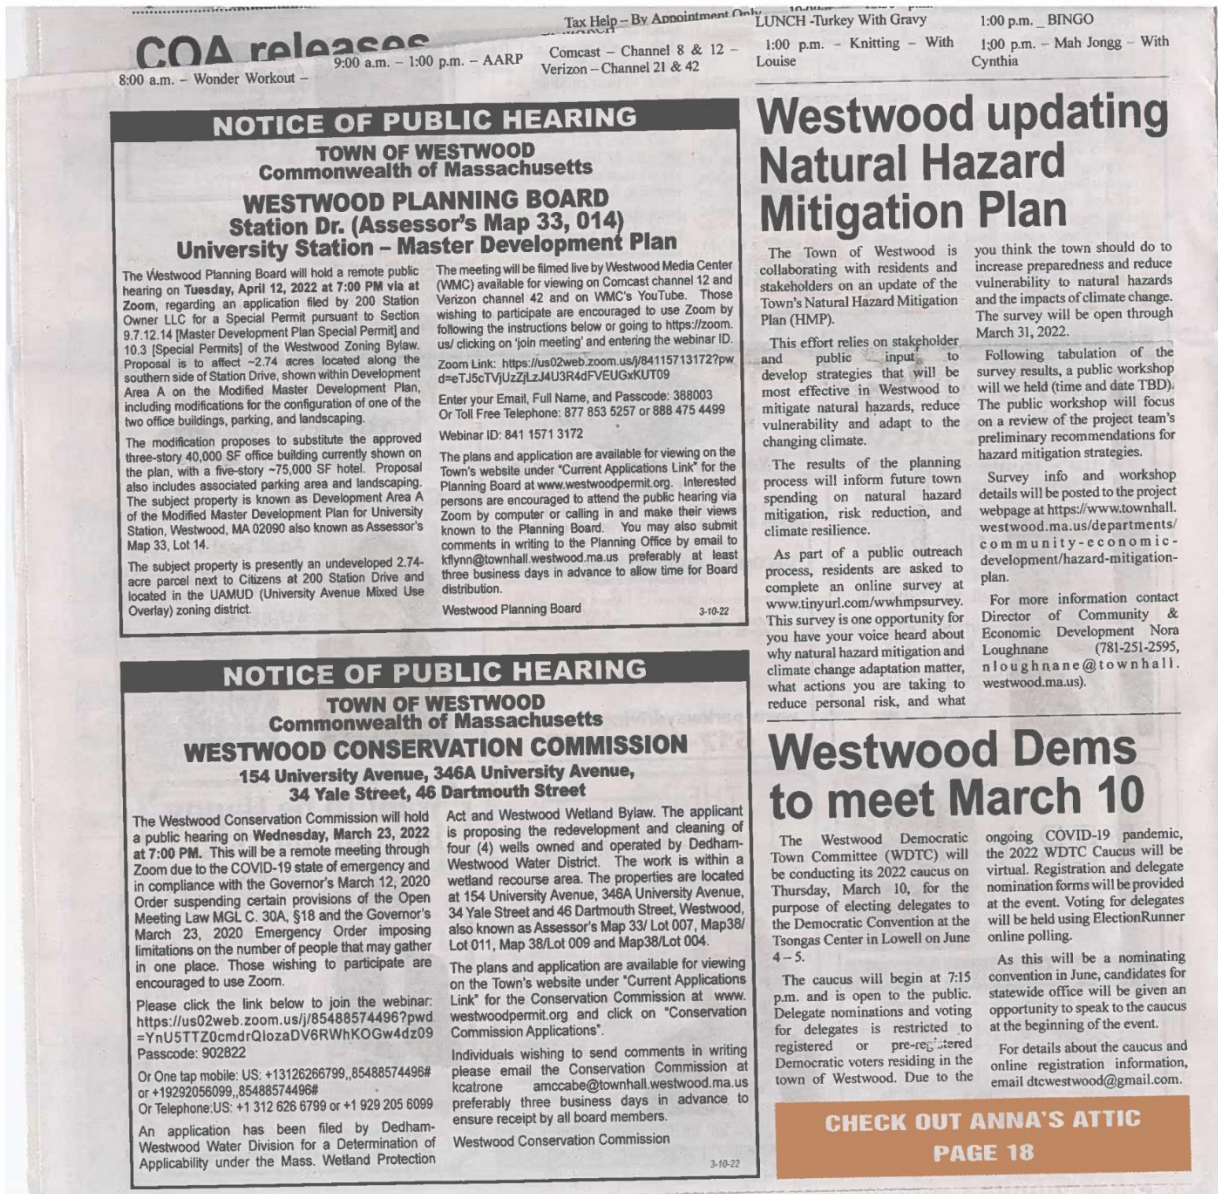 Tax Help – By Appointment Only
LUNCH -Turkey With Gravy
1:00 p.m. _ BINGO
COA releases
8:00 a.m. – Wonder Workout –
9:00 a.m. – 1:00 p.m. – AARP
Comcast – Channel 8 & 12 –
Verizon – Channel 21 & 42
1:00 p.m. - Knitting - With
Louise
1:00 p.m. – Mah Jongg – With
Cynthia
NOTICE OF PUBLIC HEARING
TOWN OF WESTWOOD
Commonwealth of Massachusetts
WESTWOOD PLANNING BOARD
Station Dr. (Assessor's Map 33, 014)
University Station – Master Development Plan
The Westwood Planning Board will hold a remote public
hearing on Tuesday, April 12, 2022 at 7:00 PM via at
Zoom, regarding an application filed by 200 Station
Owner LLC for a Special Permit pursuant to Section
9.7.12.14 [Master Development Plan Special Permit] and
10.3 [Special Permits] of the Westwood Zoning Bylaw.
Proposal is to affect ~2.74 acres located along the
southern side of Station Drive, shown within Development
Area A on the Modified Master Development Plan,
including modifications for the configuration of one of the
two office buildings, parking, and landscaping.
The modification proposes to substitute the approved
three-story 40,000 SF office building currently shown on
the plan, with a five-story ~75,000 SF hotel. Proposal
also includes associated parking area and landscaping.
The subject property is known as Development Area A
of the Modified Master Development Plan for University
Station, Westwood, MA 02090 also known as Assessor's
Map 33, Lot 14.
The subject property is presently an undeveloped 2.74-
acre parcel next to Citizens at 200 Station Drive and
located in the UAMUD (University Avenue Mixed Use
Overlay) zoning district.
The meeting will be filmed live by Westwood Media Center
(WMC) available for viewing on Comcast channel 12 and
Verizon channel 42 and on WMC's YouTube. Those
wishing to participate are encouraged to use Zoom by
following the instructions below or going to https://zoom.
us/ clicking on 'join meeting' and entering the webinar ID.
Zoom Link: https://us02web.zoom.us/j/84115713172?pw
d=eTJ5cTVjUzZjLzJ4U3R4dFVEUGxKUT09
Enter your Email, Full Name, and Passcode: 388003
Or Toll Free Telephone: 877 853 5257 or 888 475 4499
Webinar ID: 841 1571 3172
The plans and application are available for viewing on the
Town's website under "Current Applications Link" for the
Planning Board at www.westwoodpermit.org. Interested
persons are encouraged to attend the public hearing via
Zoom by computer or calling in and make their views
known to the Planning Board. You may also submit
comments in writing to the Planning Office by email to
kflynn@townhall.westwood.ma.us preferably at least
three business days in advance to allow time for Board
distribution.
Westwood Planning Board
3-10-22
NOTICE OF PUBLIC HEARING
TOWN OF WESTWOOD
Commonwealth of Massachusetts
WESTWOOD CONSERVATION COMMISSION
154 University Avenue, 346A University Avenue,
34 Yale Street, 46 Dartmouth Street
The Westwood Conservation Commission will hold
a public hearing on Wednesday, March 23, 2022
at 7:00 PM. This will be a remote meeting through
Zoom due to the COVID-19 state of emergency and
in compliance with the Governor's March 12, 2020
Order suspending certain provisions of the Open
Meeting Law MGL C. 30A, §18 and the Governor's
March 23, 2020 Emergency Order imposing
limitations on the number of people that may gather
in one place. Those wishing to participate are
encouraged to use Zoom.
Please click the link below to join the webinar:
https://us02web.zoom.us/j/85488574496?pwd
=YnU5TTZ0cmdrQlozaDV6RWhKOGw4dz09
Passcode: 902822
Or One tap mobile: US: +13126266799,,85488574496#
or +19292056099,,85488574496#
Or Telephone:US: +1 312 626 6799 or +1 929 205 6099
An application has been filed by Dedham-
Westwood Water Division for a Determination of
Applicability under the Mass. Wetland Protection
Act and Westwood Wetland Bylaw. The applicant
is proposing the redevelopment and cleaning of
four (4) wells owned and operated by Dedham-
Westwood Water District. The work is within a
wetland recourse area. The properties are located
at 154 University Avenue, 346A University Avenue,
34 Yale Street and 46 Dartmouth Street, Westwood,
also known as Assessor's Map 33/ Lot 007, Map38/
Lot 011, Map 38/Lot 009 and Map38/Lot 004.
The plans and application are available for viewing
on the Town's website under "Current Applications
Link" for the Conservation Commission at www.
westwoodpermit.org and click on "Conservation
Commission Applications".
Individuals wishing to send comments in writing
please email the Conservation Commission at
kcatrone amccabe@townhall.westwood.ma.us
preferably three business days in advance to
ensure receipt by all board members.
Westwood Conservation Commission
3-10-22
Westwood updating
Natural Hazard
Mitigation Plan
The Town of Westwood is
collaborating with residents and
stakeholders on an update of the
Town's Natural Hazard Mitigation
Plan (HMP).
This effort relies on stakeholder
and public input to
develop strategies that will be
most effective in Westwood to
mitigate natural hazards, reduce
vulnerability and adapt to the
changing climate.
The results of the planning
process will inform future town
spending on natural hazard
mitigation, risk reduction, and
climate resilience.
As part of a public outreach
process, residents are asked to
complete an online survey at
www.tinyurl.com/wwhmpsurvey.
This survey is one opportunity for
you have your voice heard about
why natural hazard mitigation and
climate change adaptation matter,
what actions you are taking to
reduce personal risk, and what
you think the town should do to
increase preparedness and reduce
vulnerability to natural hazards
and the impacts of climate change.
The survey will be open through
March 31, 2022.
Following tabulation of the
survey results, a public workshop
will we held (time and date TBD).
The public workshop will focus
on a review of the project team's
preliminary recommendations for
hazard mitigation strategies.
Survey info and workshop
details will be posted to the project
webpage at https://www.townhall.
westwood.ma.us/departments/
community-economic-
development/hazard-mitigation-
plan.
For more information contact
Director of Community &
Economic Development Nora
Loughnane (781-251-2595,
nloughnane@townhall.
westwood.ma.us).
Westwood Dems
to meet March 10
The Westwood Democratic
Town Committee (WDTC) will
be conducting its 2022 caucus on
Thursday, March 10, for the
purpose of electing delegates to
the Democratic Convention at the
Tsongas Center in Lowell on June
4 – 5.
The caucus will begin at 7:15
p.m. and is open to the public.
Delegate nominations and voting
for delegates is restricted to
registered or pre-registered
Democratic voters residing in the
town of Westwood. Due to the
ongoing COVID-19 pandemic,
the 2022 WDTC Caucus will be
virtual. Registration and delegate
nomination forms will be provided
at the event. Voting for delegates
will be held using ElectionRunner
online polling.
As this will be a nominating
convention in June, candidates for
statewide office will be given an
opportunity to speak to the caucus
at the beginning of the event.
For details about the caucus and
online registration information,
email dtcwestwood@gmail.com.
CHECK OUT ANNA'S ATTIC
PAGE 18